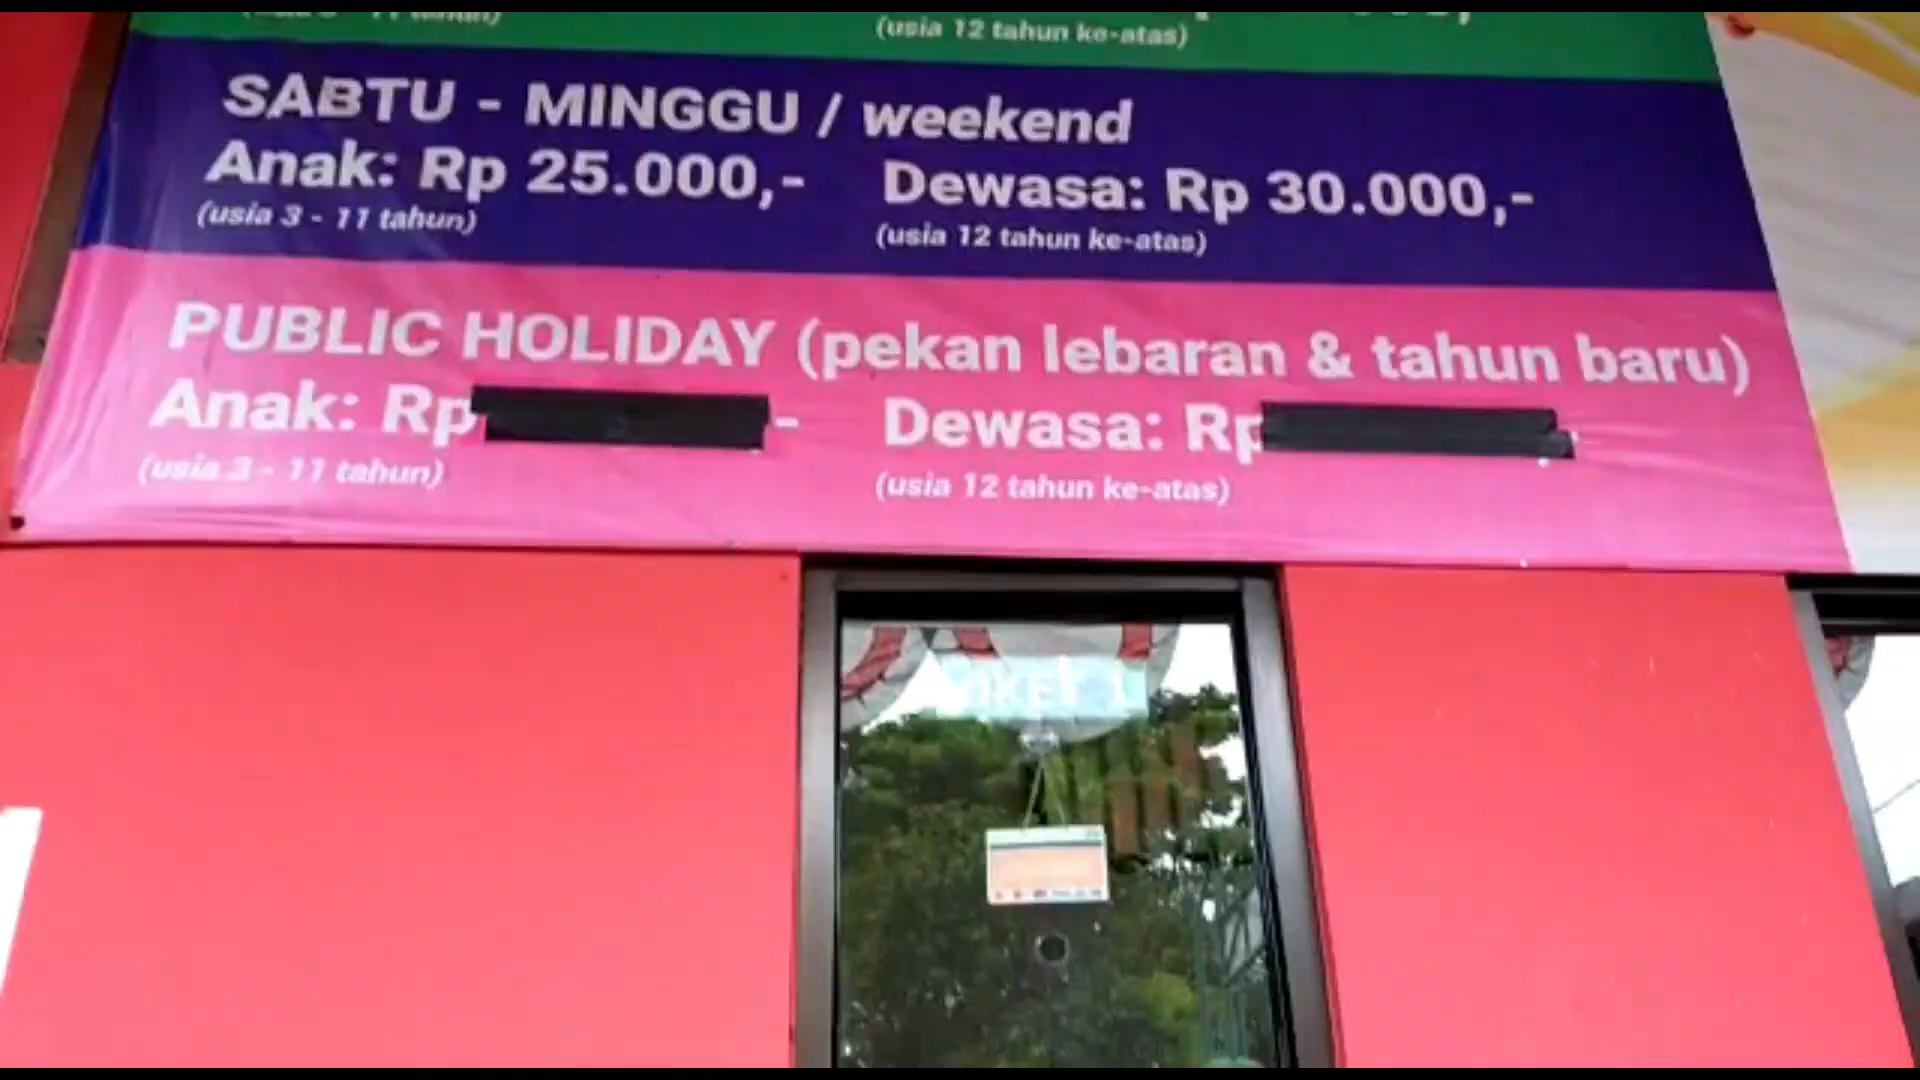 (usia 12 tahun ke-atas)
SABTU - MINGGU / weekend
Anak: Rp 25.000,- Dewasa: Rp 30.000,-
(usia 3 - 11 tahun) (usia 12 tahun ke-atas)
PUBLIC HOLIDAY (pekan lebaran & tahun baru)
Anak: Rp - Dewasa: Rp
(usia 3 - 11 tahun) (usia 12 tahun ke-atas)